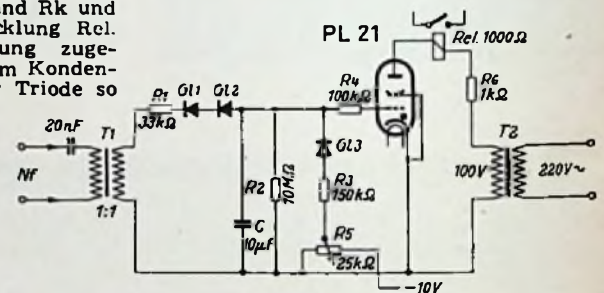 end Rk und
cklung Rel.
ung zuge-
m Konden-
Triode so
PL 21
Rel. 1000Ω
R6
1kΩ
R4
100kΩ
R1
33kΩ
Gl1
Gl2
20nF
T1
T2
Nf
1:1
Gl3
R2
10MΩ
R3
150kΩ
C
10µF
R5
25kΩ
100V
220V~
-10V